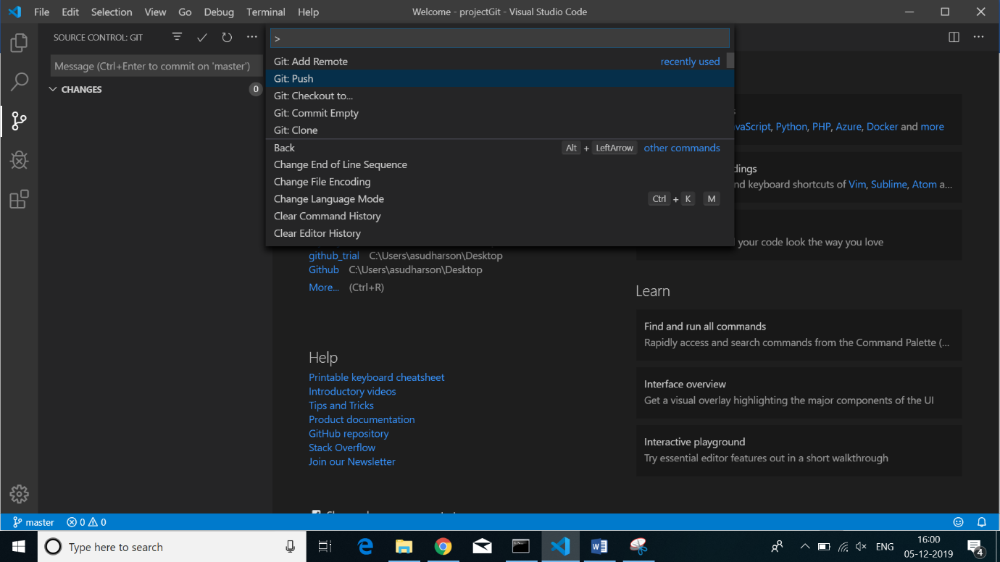 File Edit Selection View Go Debug Terminal Help Welcome - projectGit - Visual Studio Code
SOURCE CONTROL: GIT
Message (Ctrl+Enter to commit on 'master')
CHANGES 0
>
Git: Add Remote recently used
Git: Push
Git: Checkout to...
Git: Commit Empty
Git: Clone
Back Alt + LeftArrow other commands
Change End of Line Sequence
Change File Encoding
Change Language Mode Ctrl + K M
Clear Command History
Clear Editor History
github_trial C:\Users\asudharson\Desktop
Github C:\Users\asudharson\Desktop
More... (Ctrl+R)
Help
Printable keyboard cheatsheet
Introductory videos
Tips and Tricks
Product documentation
GitHub repository
Stack Overflow
Join our Newsletter
vaScript, Python, PHP, Azure, Docker and more
dings
nd keyboard shortcuts of Vim, Sublime, Atom a...
your code look the way you love
Learn
Find and run all commands
Rapidly access and search commands from the Command Palette (...
Interface overview
Get a visual overlay highlighting the major components of the UI
Interactive playground
Try essential editor features out in a short walkthrough
master 0 0
Type here to search
ENG
16:00
05-12-2019
4